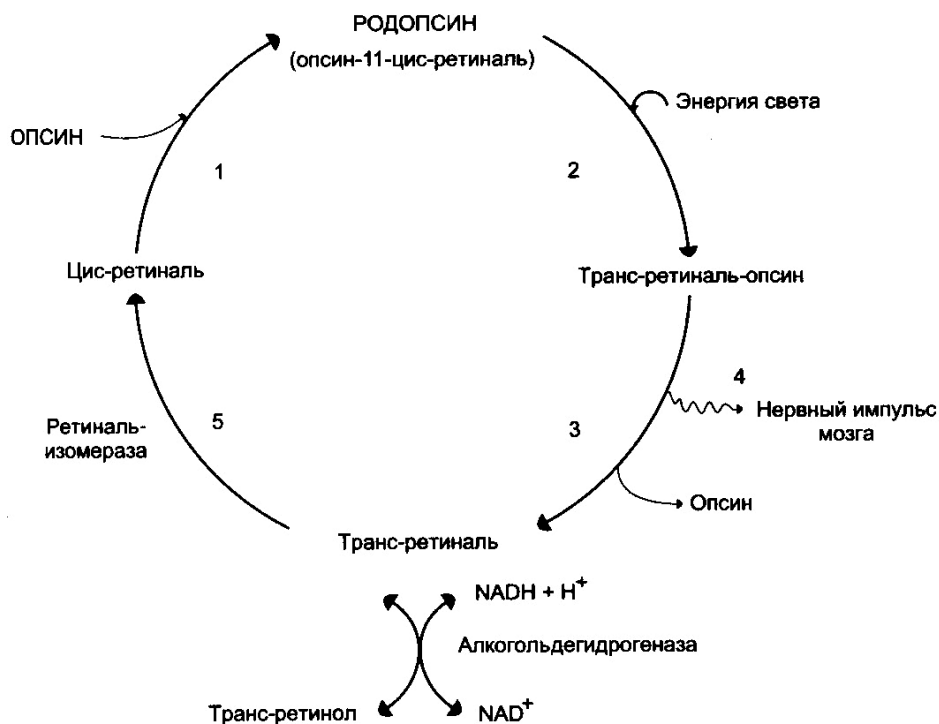 РОДОПСИН
(опсин-11-цис-ретиналь)
Энергия света
ОПСИН
1
2
Цис-ретиналь
Транс-ретиналь-опсин
4
Нервный импульс
мозга
Ретиналь-
изомераза
5
3
Опсин
Транс-ретиналь
NADH + H⁺
Алкогольдегидрогеназа
Транс-ретинол
NAD⁺